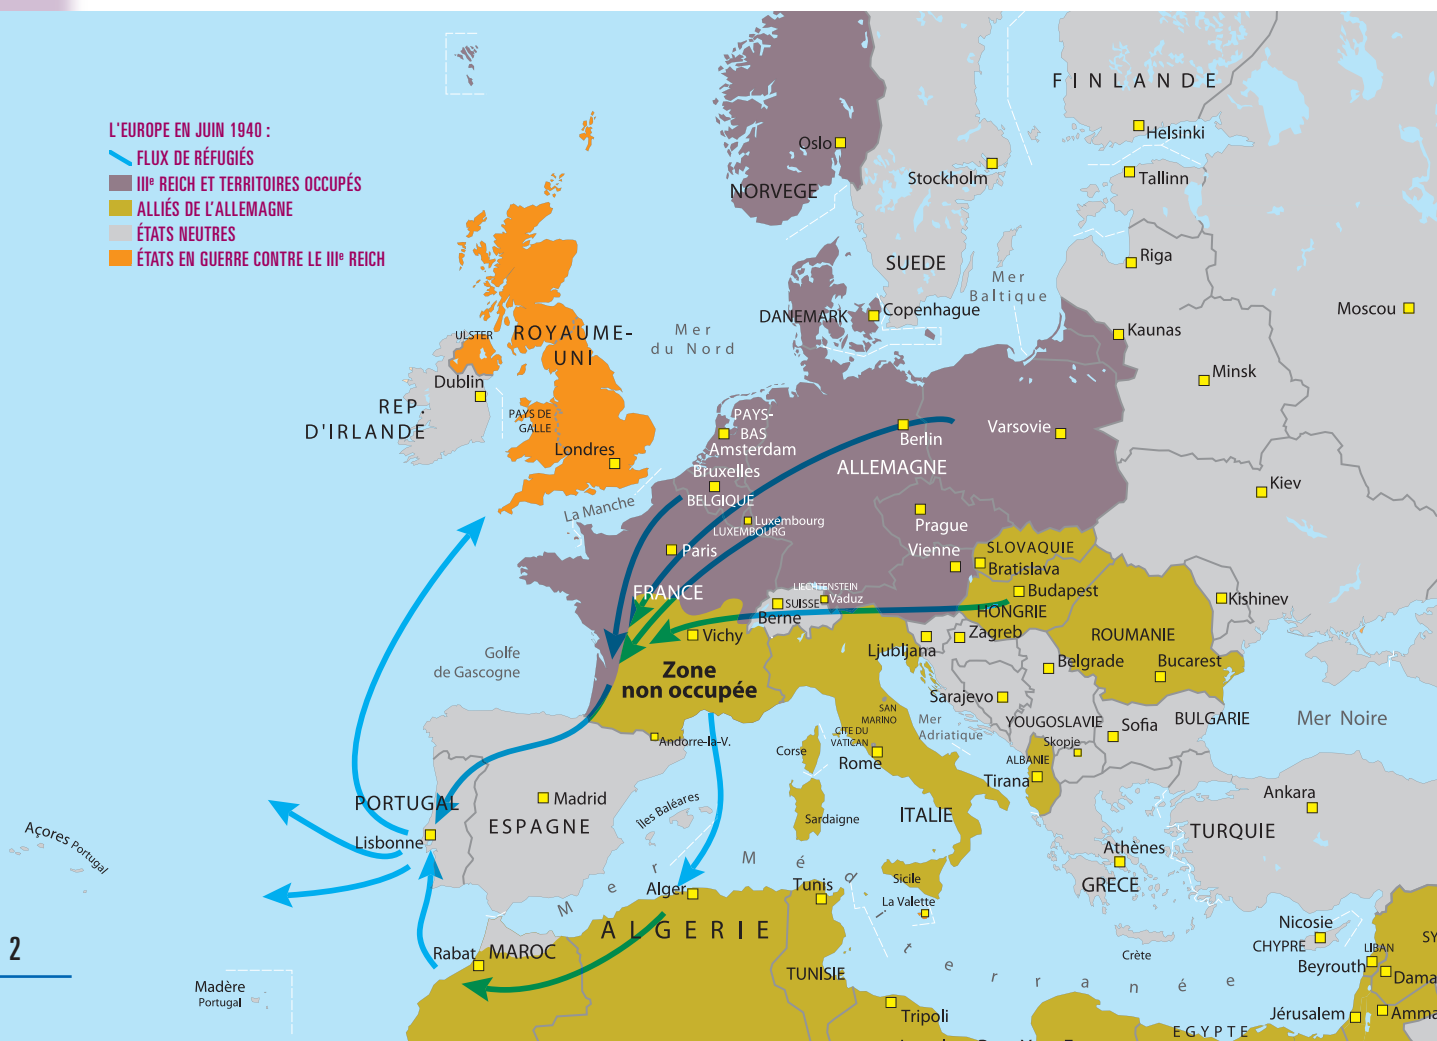 L'EUROPE EN JUIN 1940 :
FLUX DE RÉFUGIÉS
IIIe REICH ET TERRITOIRES OCCUPÉS
ALLIÉS DE L'ALLEMAGNE
ÉTATS NEUTRES
ÉTATS EN GUERRE CONTRE LE IIIe REICH
FINLANDE
Helsinki
Oslo
Stockholm
Tallinn
NORVEGE
SUEDE
Riga
Mer
Baltique
Moscou
DANEMARK
Copenhague
Kaunas
Mer
du Nord
ULSTER
ROYAUME-
UNI
Dublin
Minsk
REP.
D'IRLANDE
PAYS DE
GALLE
PAYS-
BAS
Amsterdam
Berlin
Varsovie
Londres
Bruxelles
ALLEMAGNE
BELGIQUE
Kiev
La Manche
Luxembourg
LUXEMBOURG
Prague
Paris
Vienne
SLOVAQUIE
Bratislava
FRANCE
LIECHTENSTEIN
Vaduz
SUISSE
Berne
Budapest
HONGRIE
Kishinev
Vichy
Zagreb
ROUMANIE
Ljubljana
Golfe
de Gascogne
Zone
non occupée
Belgrade
Bucarest
Sarajevo
SAN
MARINO
Mer
Adriatique
YOUGOSLAVIE
Sofia
BULGARIE
Mer Noire
Andorre-la-V.
Corse
CITE DU
VATICAN
Rome
Skopje
ALBANIE
Tirana
PORTUGAL
Madrid
ESPAGNE
Îles Baléares
Sardaigne
ITALIE
Ankara
TURQUIE
Açores Portugal
Lisbonne
Athènes
GRECE
Mer Méditerranée
Sicile
Alger
Tunis
La Valette
Nicosie
CHYPRE
ALGERIE
Rabat
MAROC
Crète
LIBAN
SY
Beyrouth
Dama
2
Madère
Portugal
TUNISIE
Tripoli
Jérusalem
Amma
EGYPTE